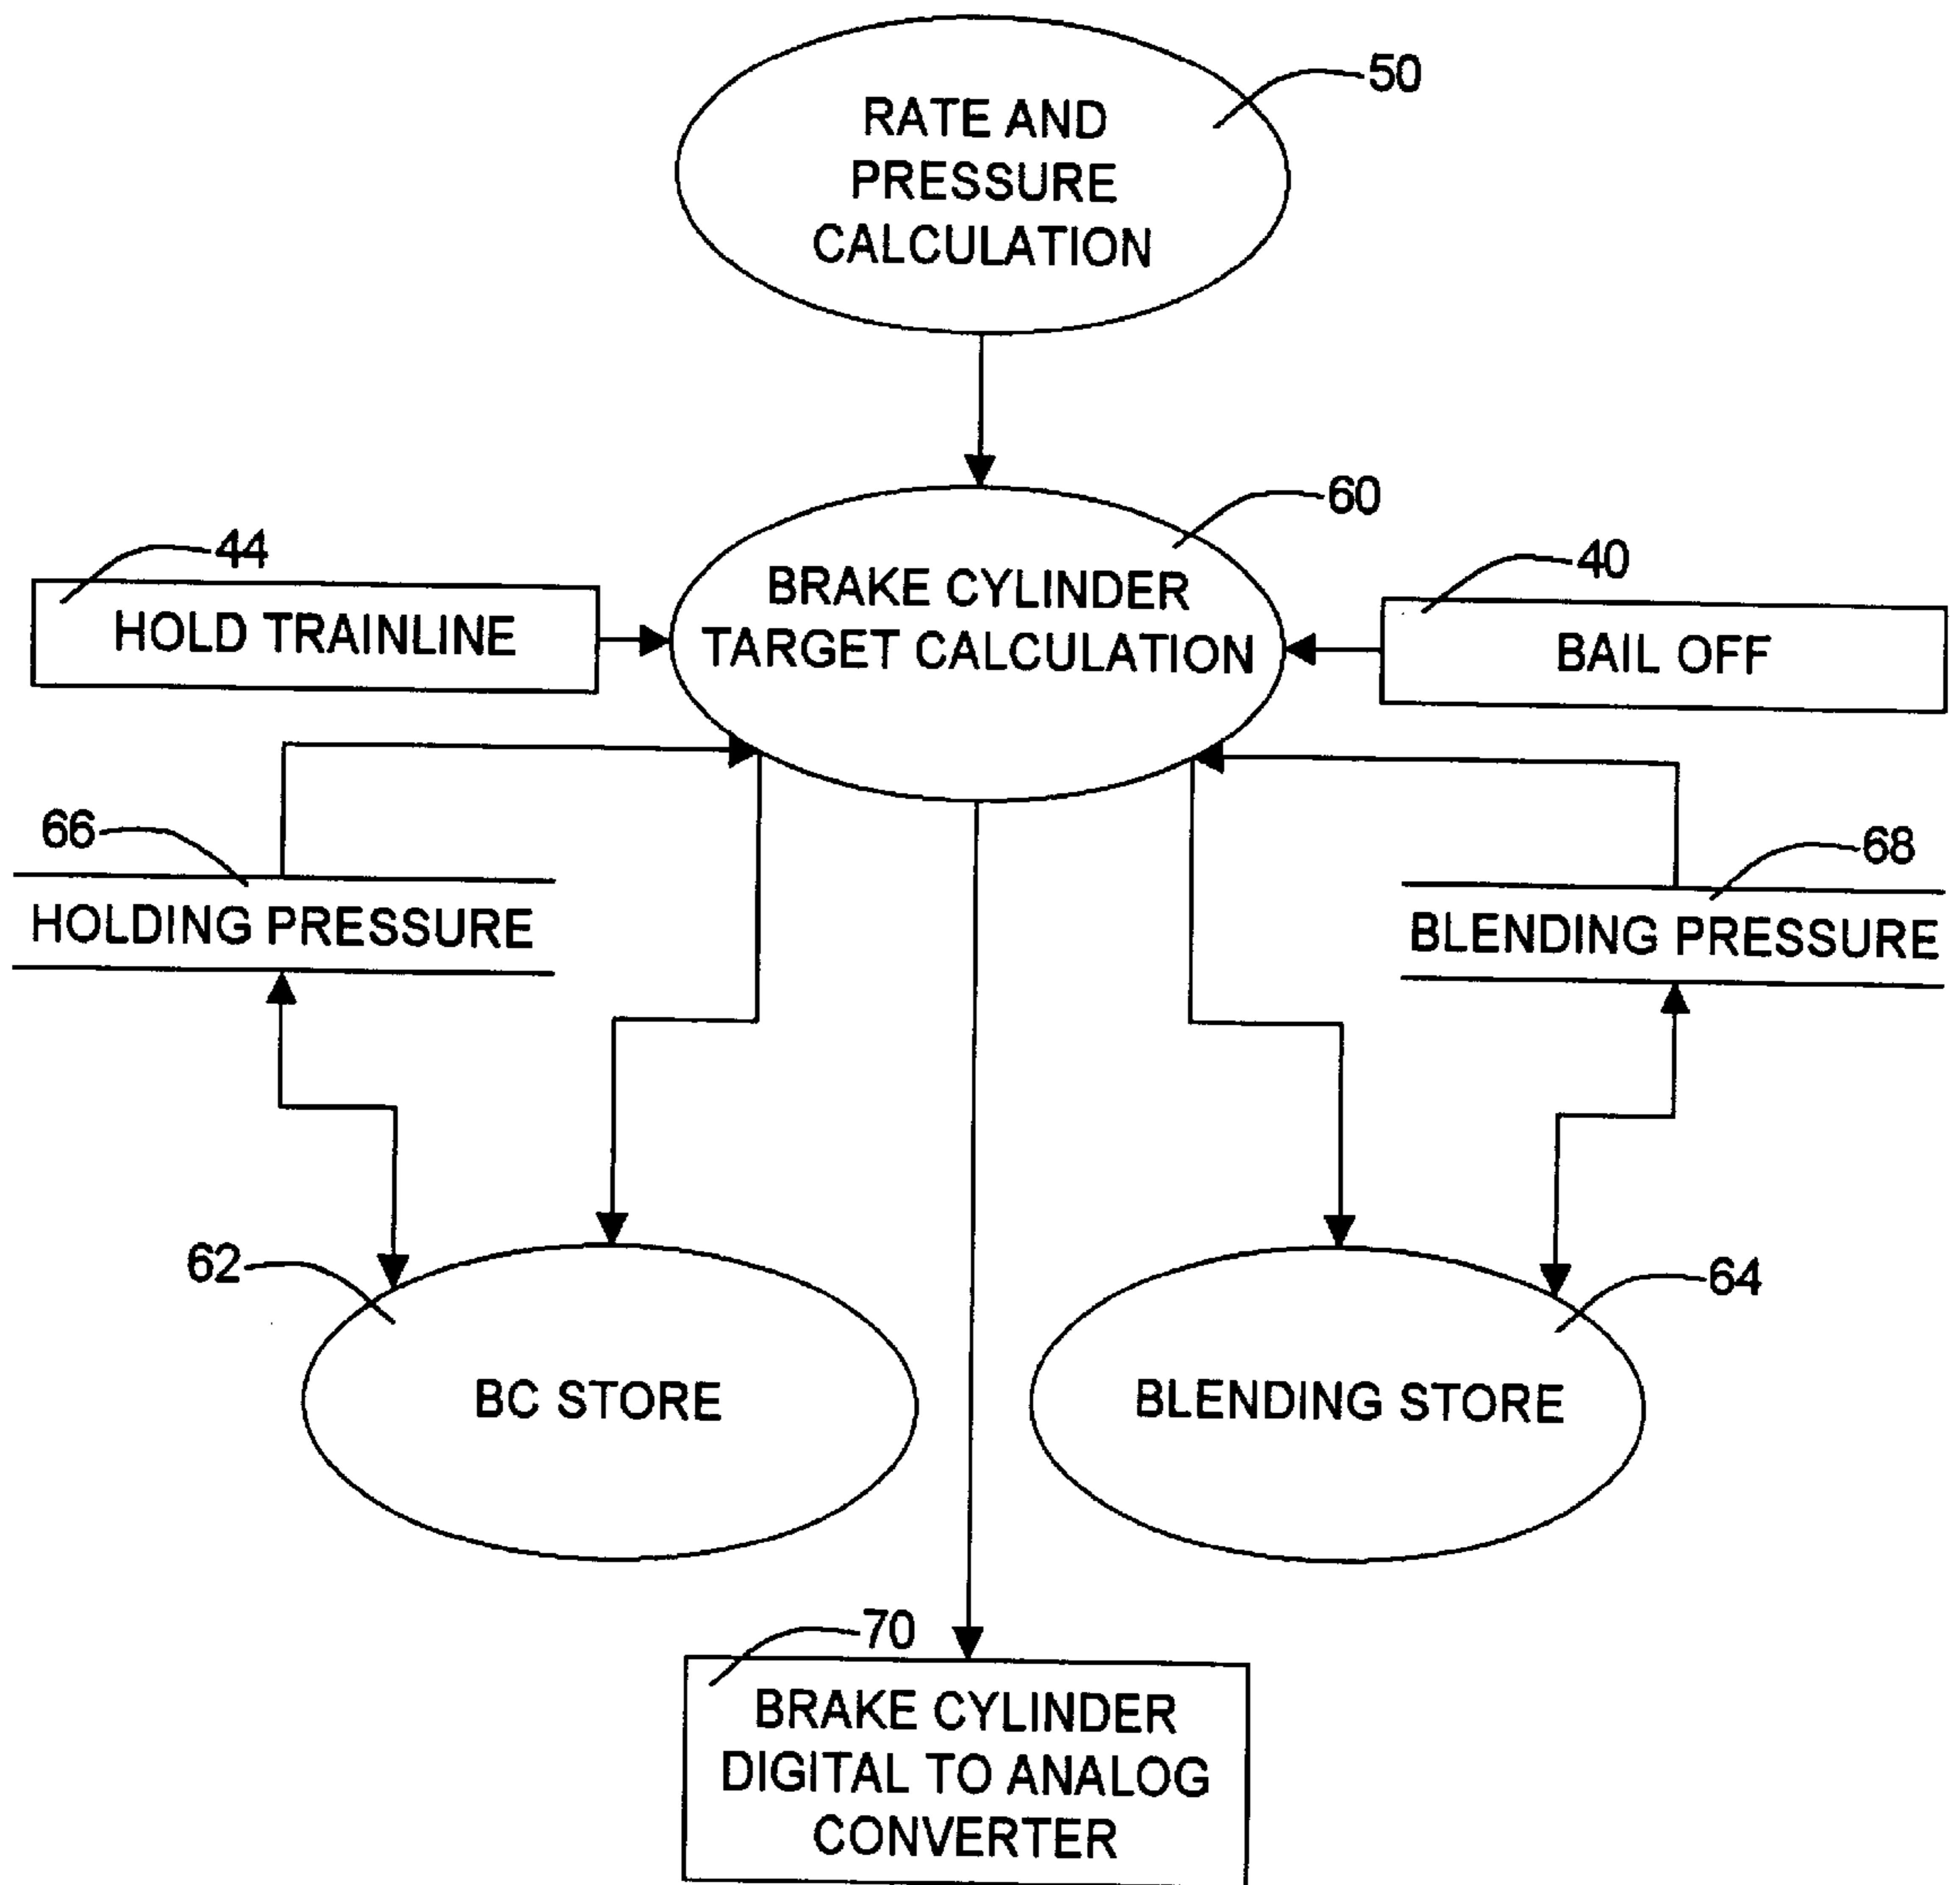 50
RATE AND
PRESSURE
CALCULATION
60
44
40
BRAKE CYLINDER
TARGET CALCULATION
HOLD TRAINLINE
BAIL OFF
66
68
HOLDING PRESSURE
BLENDING PRESSURE
62
64
BC STORE
BLENDING STORE
70
BRAKE CYLINDER
DIGITAL TO ANALOG
CONVERTER